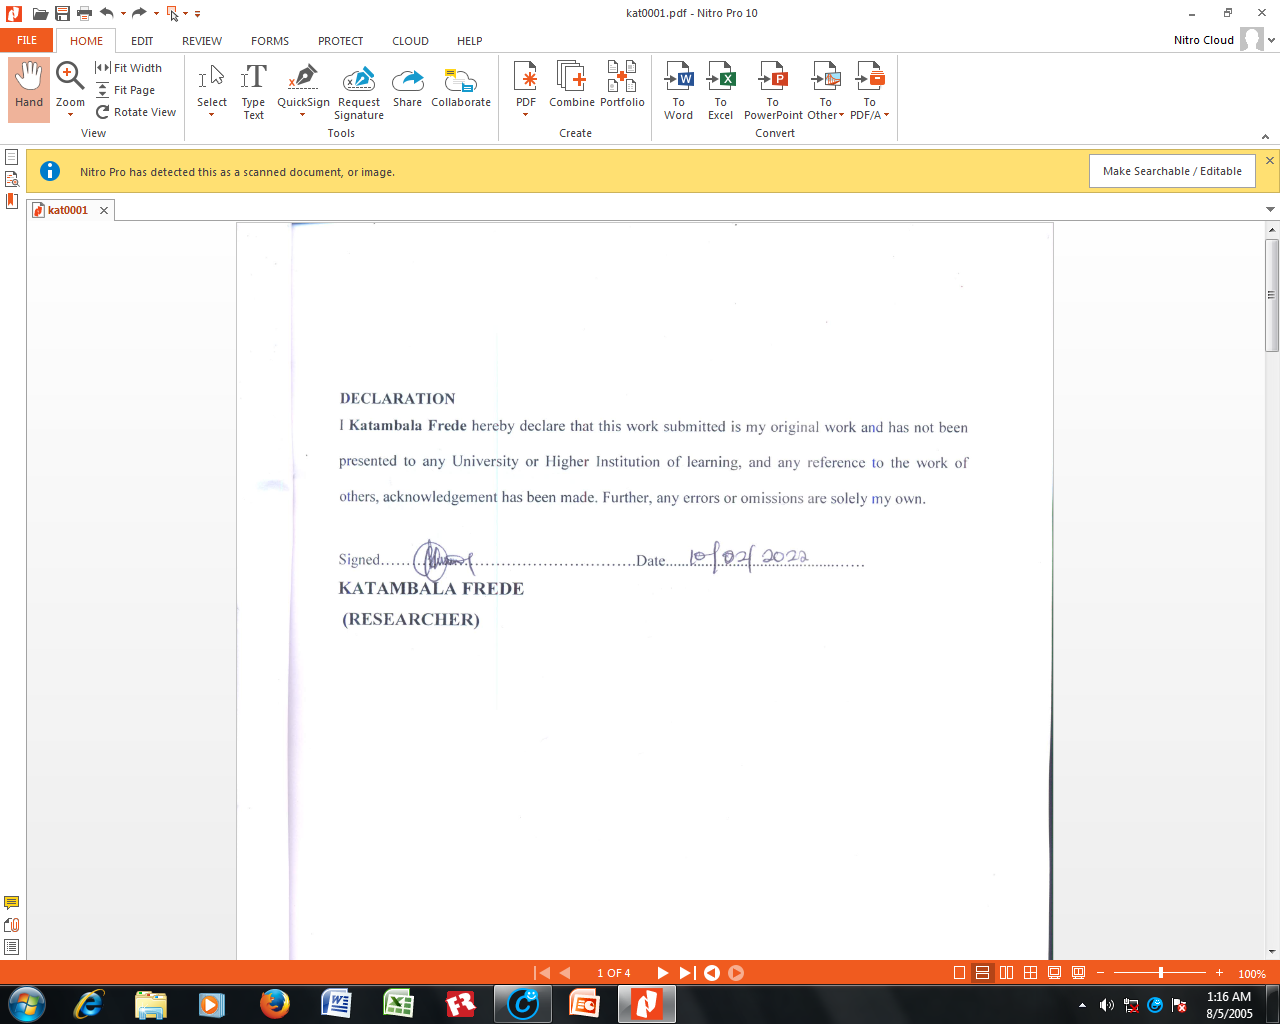 kat0001.pdf - Nitro Pro 10
FILE HOME EDIT REVIEW FORMS PROTECT CLOUD HELP Nitro Cloud
Hand Zoom Fit Width Fit Page Rotate View
View
Select Type Text QuickSign Request Signature Share Collaborate
Tools
PDF Combine Portfolio
Create
To Word To Excel To PowerPoint To Other To PDF/A
Convert
Nitro Pro has detected this as a scanned document, or image. Make Searchable / Editable
kat0001
DECLARATION
I Katambala Frede hereby declare that this work submitted is my original work and has not been
presented to any University or Higher Institution of learning, and any reference to the work of
others, acknowledgement has been made. Further, any errors or omissions are solely my own.
Signed.......................................Date.....10/02/2022..........
KATAMBALA FREDE
(RESEARCHER)
1 OF 4 100%
1:16 AM
8/5/2005